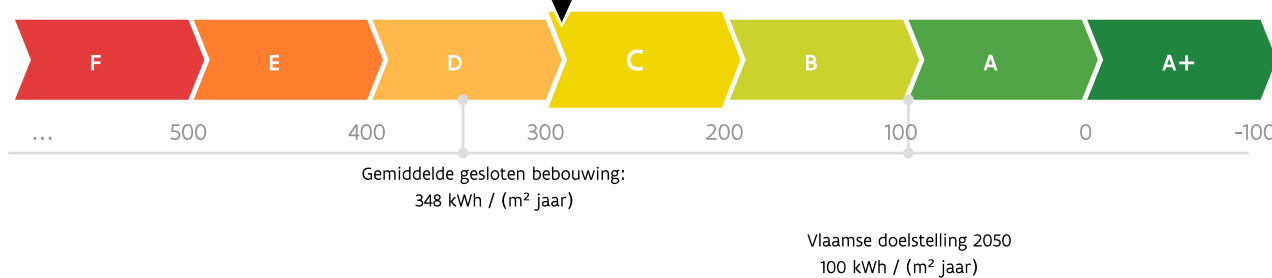 F E D C B A A+
... 500 400 300 200 100 0 -100
Gemiddelde gesloten bebouwing:
348 kWh / (m² jaar)
Vlaamse doelstelling 2050
100 kWh / (m² jaar)